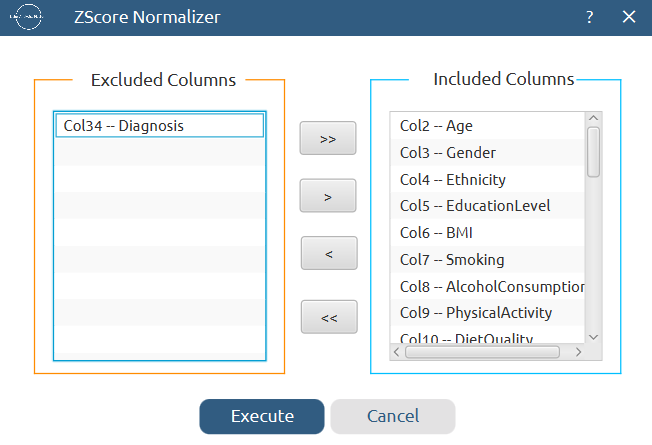 ZScore Normalizer
?
Excluded Columns
Included Columns
Col34 -- Diagnosis
>>
>
<
<<
Col2 -- Age
Col3 -- Gender
Col4 -- Ethnicity
Col5 -- EducationLevel
Col6 -- BMI
Col7 -- Smoking
Col8 -- AlcoholConsumption
Col9 -- PhysicalActivity
Col10 -- DietQuality
Execute
Cancel